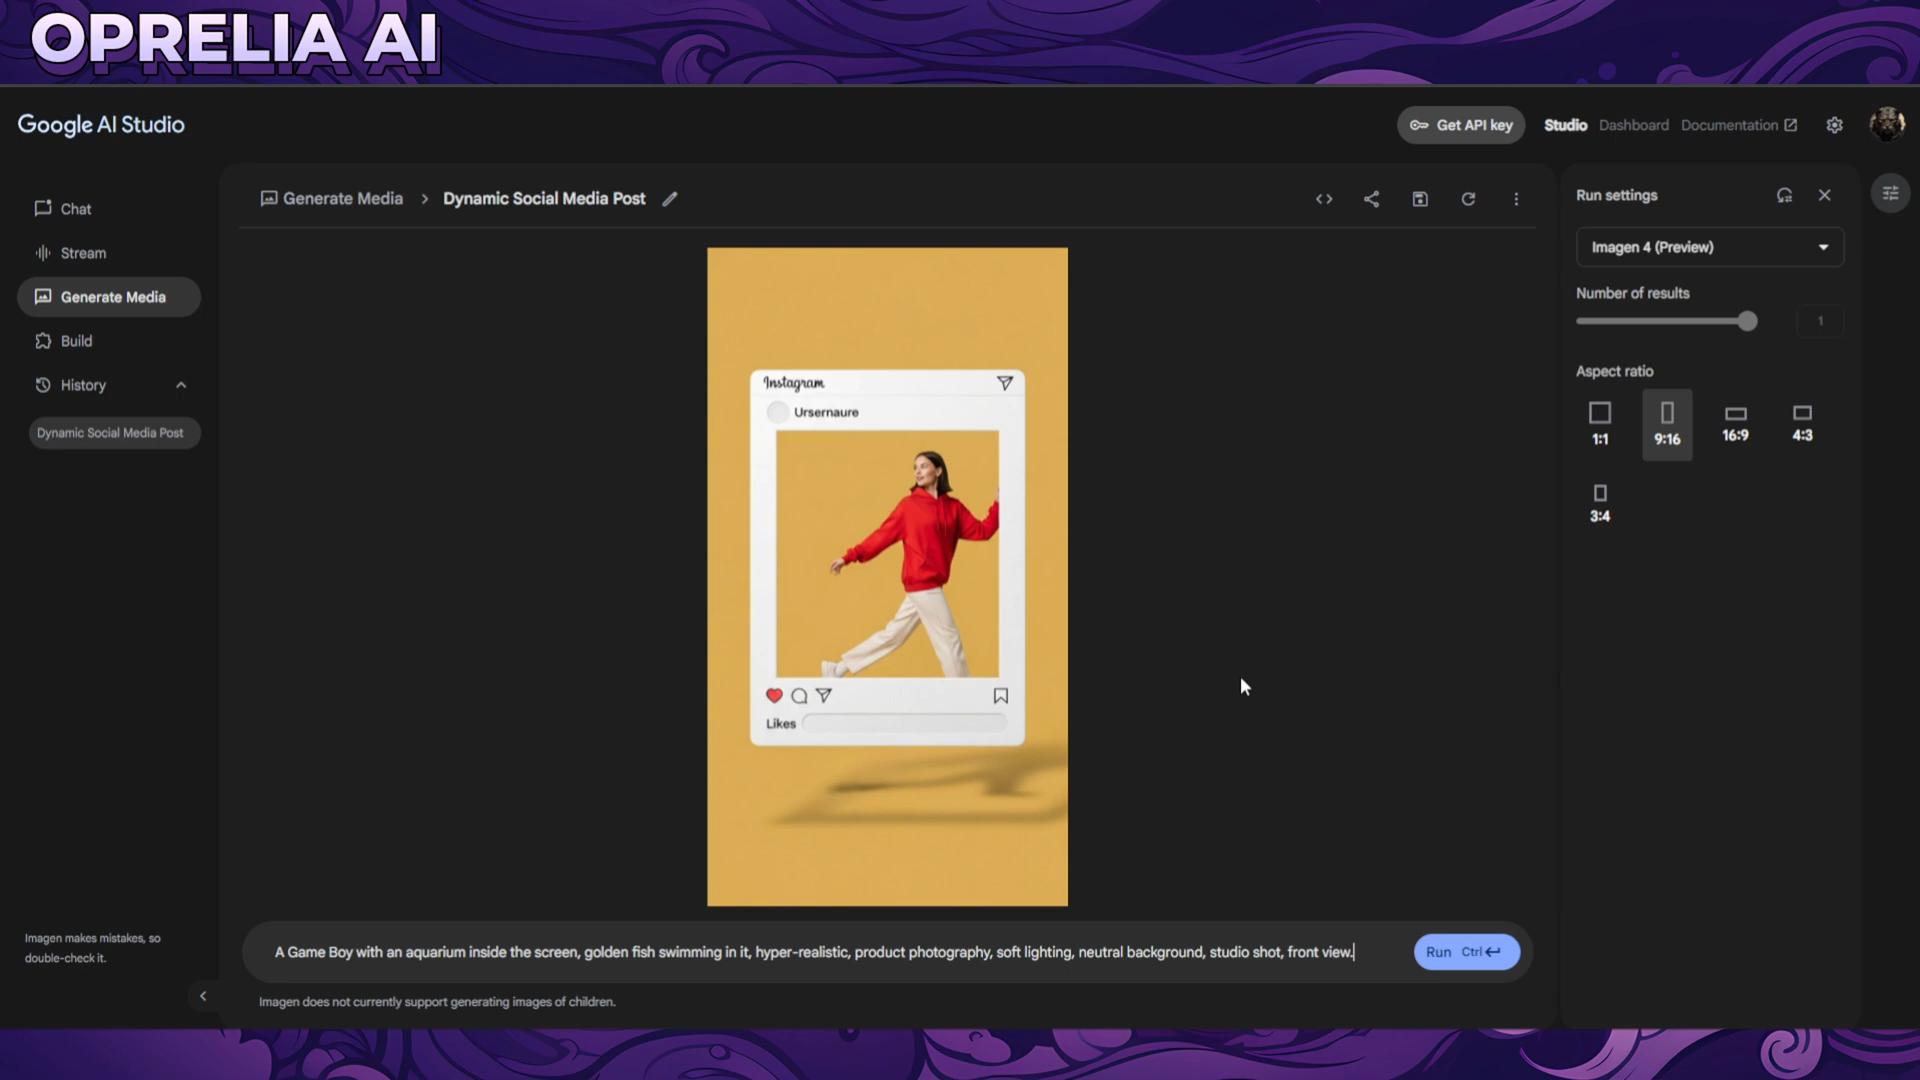 OPRELIA AI
Google AI Studio
Get API key
Studio
Dashboard
Documentation
Chat
Stream
Generate Media
Build
History
Dynamic Social Media Post
Imagen makes mistakes, so
double-check it.
Generate Media > Dynamic Social Media Post
Instagram
Ursernaure
Likes
A Game Boy with an aquarium inside the screen, golden fish swimming in it, hyper-realistic, product photography, soft lighting, neutral background, studio shot, front view.
Run Ctrl
Imagen does not currently support generating images of children.
Run settings
Imagen 4 (Preview)
Number of results
1
Aspect ratio
1:1
9:16
16:9
4:3
3:4